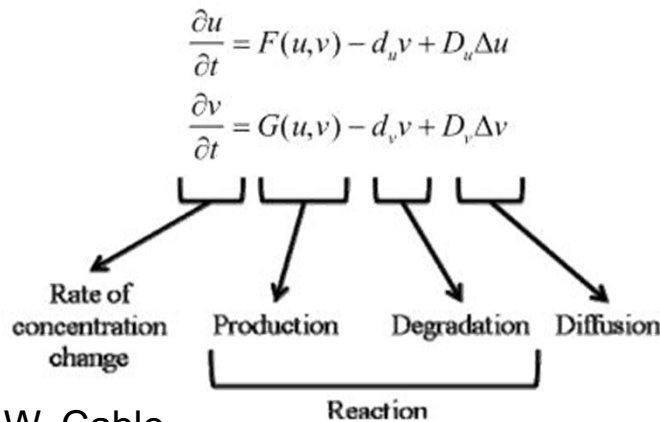 ∂u/∂t = F(u,v) − d_u v + D_u Δu
∂v/∂t = G(u,v) − d_v v + D_v Δv
Rate of
concentration
change
Production
Degradation
Diffusion
Reaction